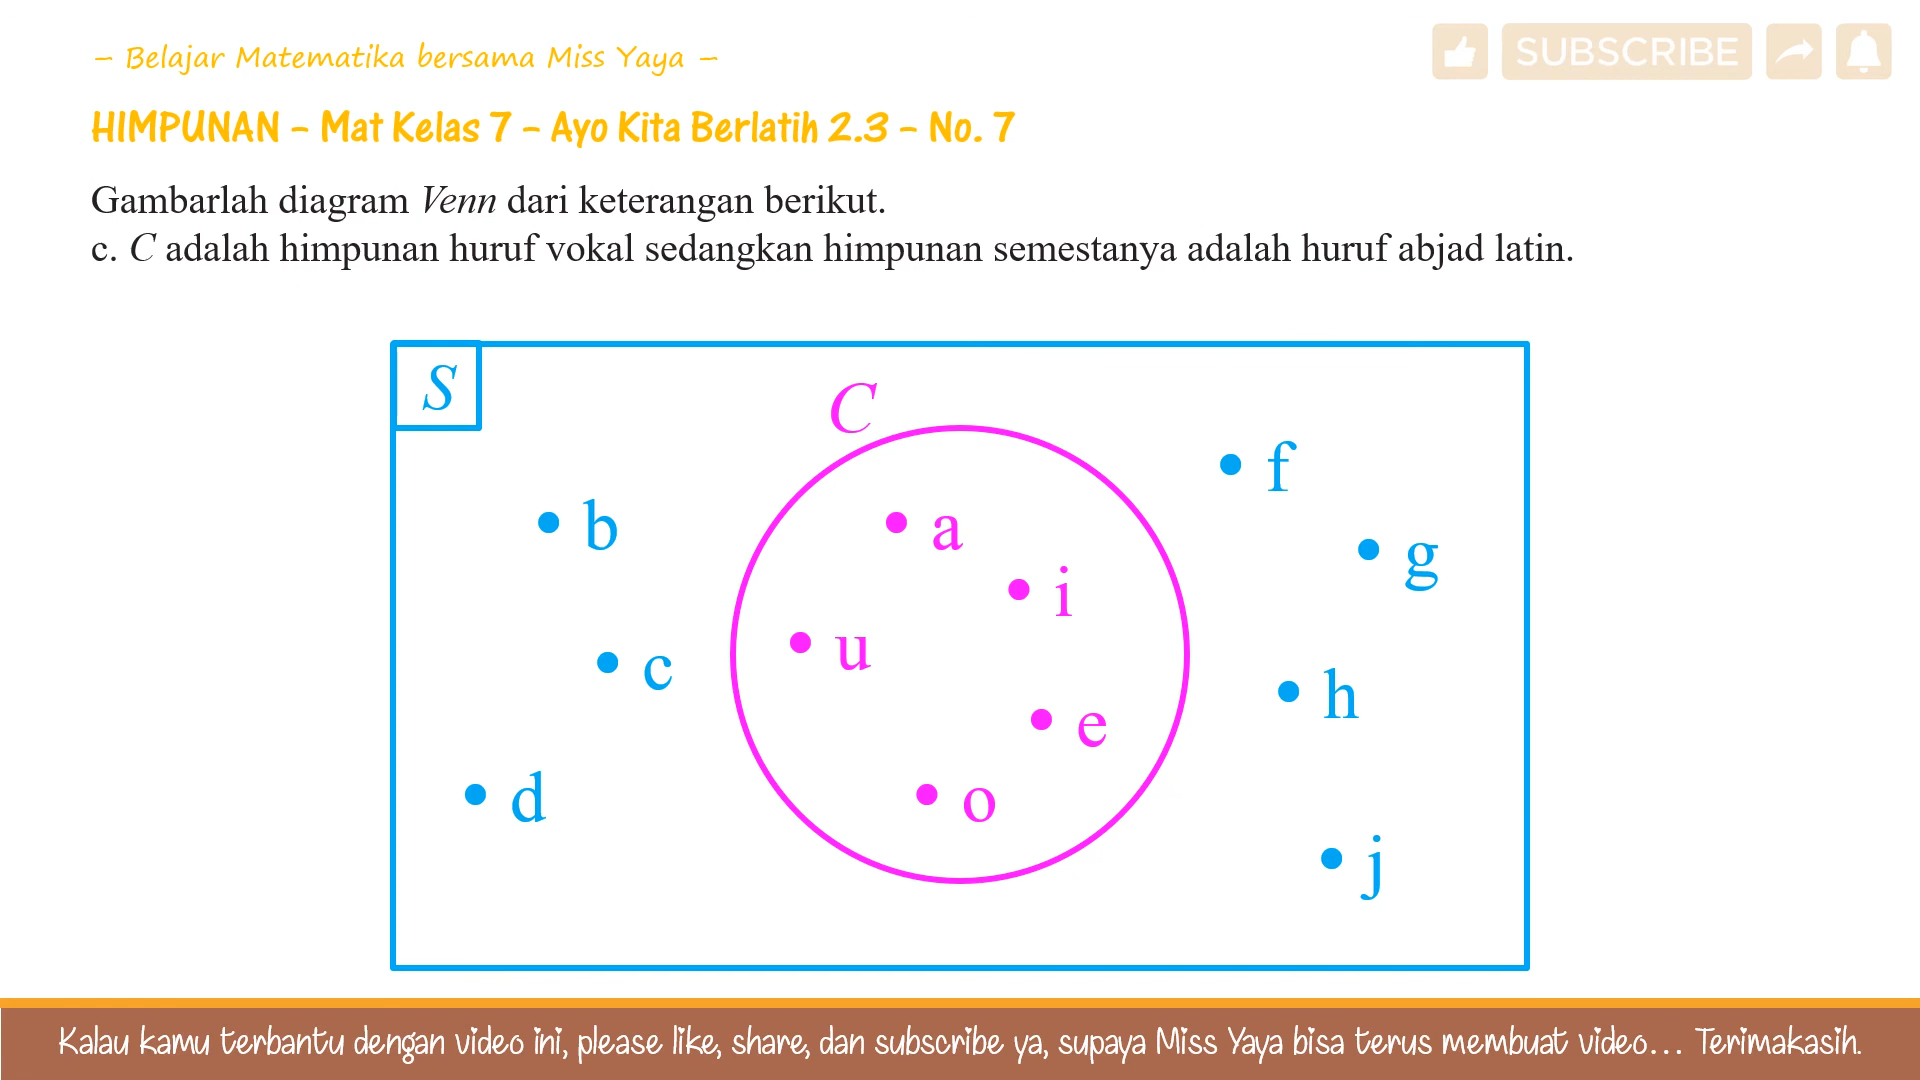 – Belajar Matematika bersama Miss Yaya –
SUBSCRIBE
HIMPUNAN – Mat Kelas 7 – Ayo Kita Berlatih 2.3 – No. 7
Gambarlah diagram Venn dari keterangan berikut.
c. C adalah himpunan huruf vokal sedangkan himpunan semestanya adalah huruf abjad latin.
S
C
• f
• b
• a
• g
• i
• u
• c
• h
• e
• d
• o
• j
Kalau kamu terbantu dengan video ini, please like, share, dan subscribe ya, supaya Miss Yaya bisa terus membuat video... Terimakasih.